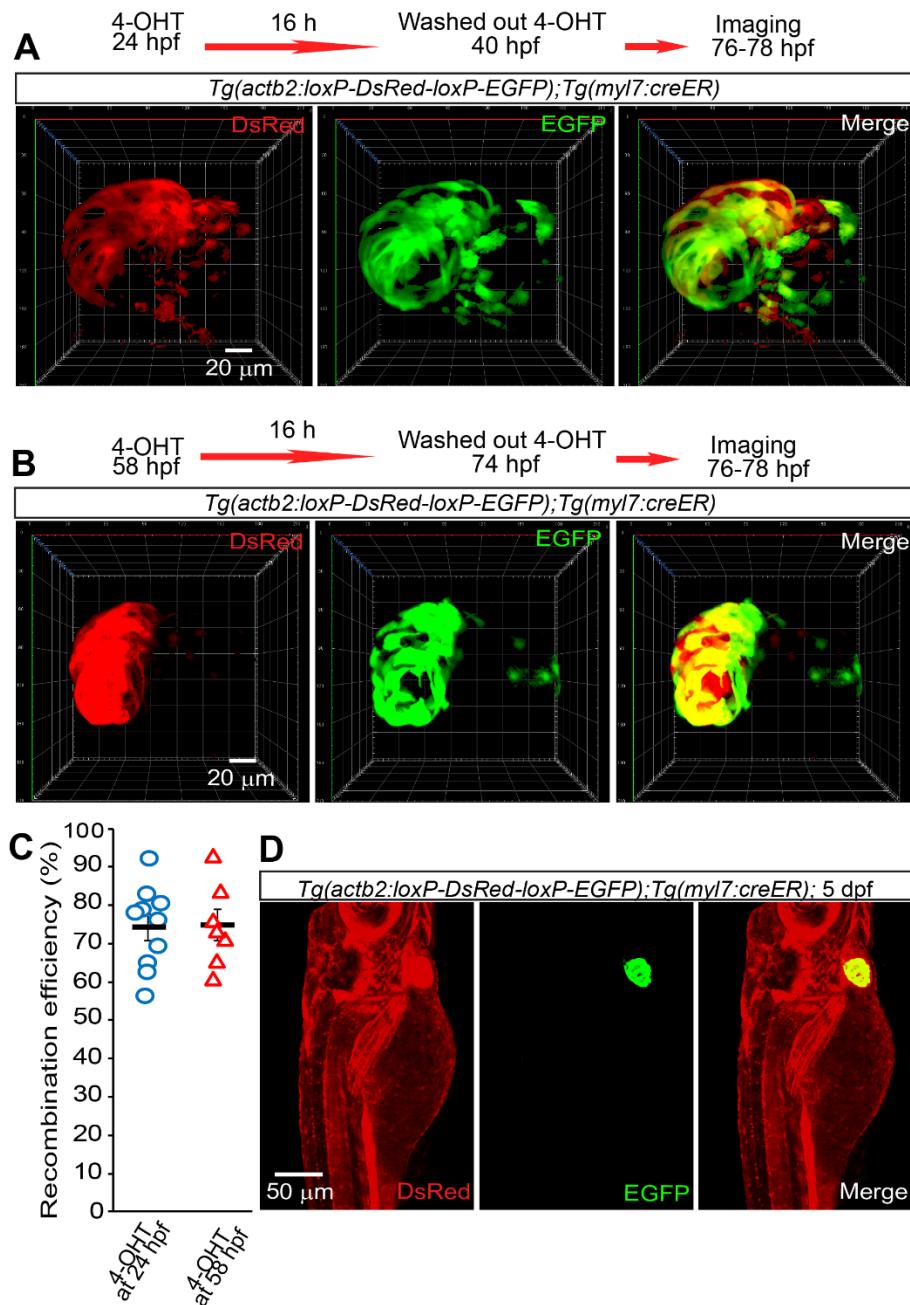 A
4-OHT
24 hpf
16 h
Washed out 4-OHT
40 hpf
Imaging
76-78 hpf
Tg(actb2:loxP-DsRed-loxP-EGFP);Tg(myl7:creER)
DsRed
EGFP
Merge
20 μm
B
4-OHT
58 hpf
16 h
Washed out 4-OHT
74 hpf
Imaging
76-78 hpf
Tg(actb2:loxP-DsRed-loxP-EGFP);Tg(myl7:creER)
DsRed
EGFP
Merge
20 μm
C
Recombination efficiency (%)
100
90
80
70
60
50
40
30
20
10
0
4-OHT
at 24 hpf
4-OHT
at 58 hpf
D
Tg(actb2:loxP-DsRed-loxP-EGFP);Tg(myl7:creER); 5 dpf
50 μm
DsRed
EGFP
Merge